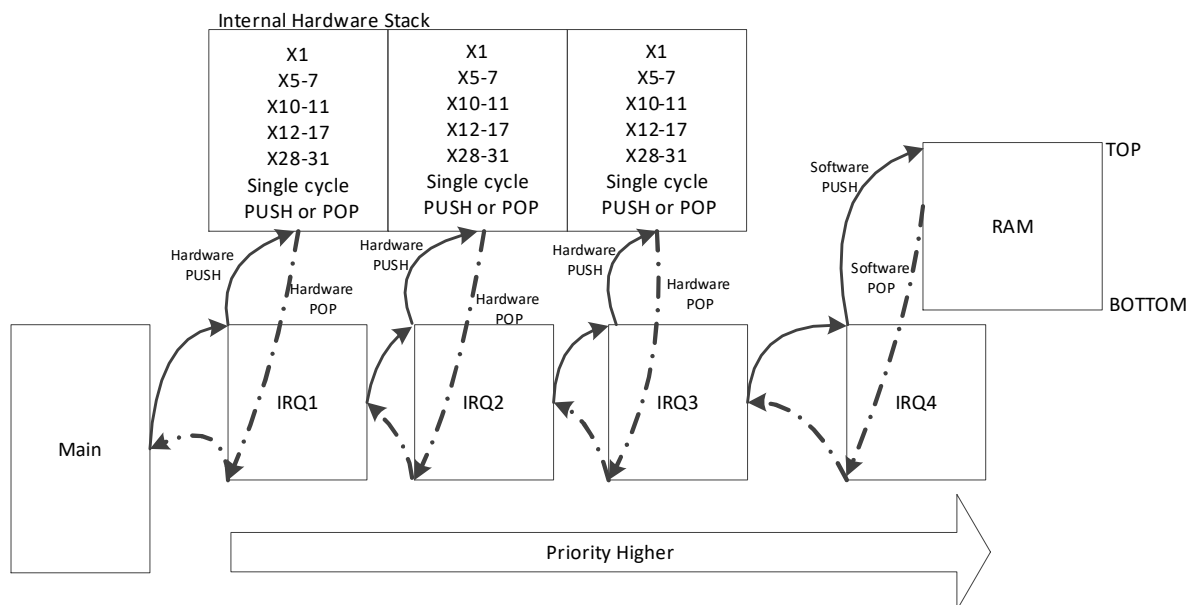 Internal Hardware Stack
X1
X5-7
X10-11
X12-17
X28-31
Single cycle
PUSH or POP
X1
X5-7
X10-11
X12-17
X28-31
Single cycle
PUSH or POP
X1
X5-7
X10-11
X12-17
X28-31
Single cycle
PUSH or POP
Software
PUSH
TOP
RAM
BOTTOM
Software
POP
Hardware
PUSH
Hardware
POP
Hardware
PUSH
Hardware
POP
Hardware
PUSH
Hardware
POP
Main
IRQ1
IRQ2
IRQ3
IRQ4
Priority Higher